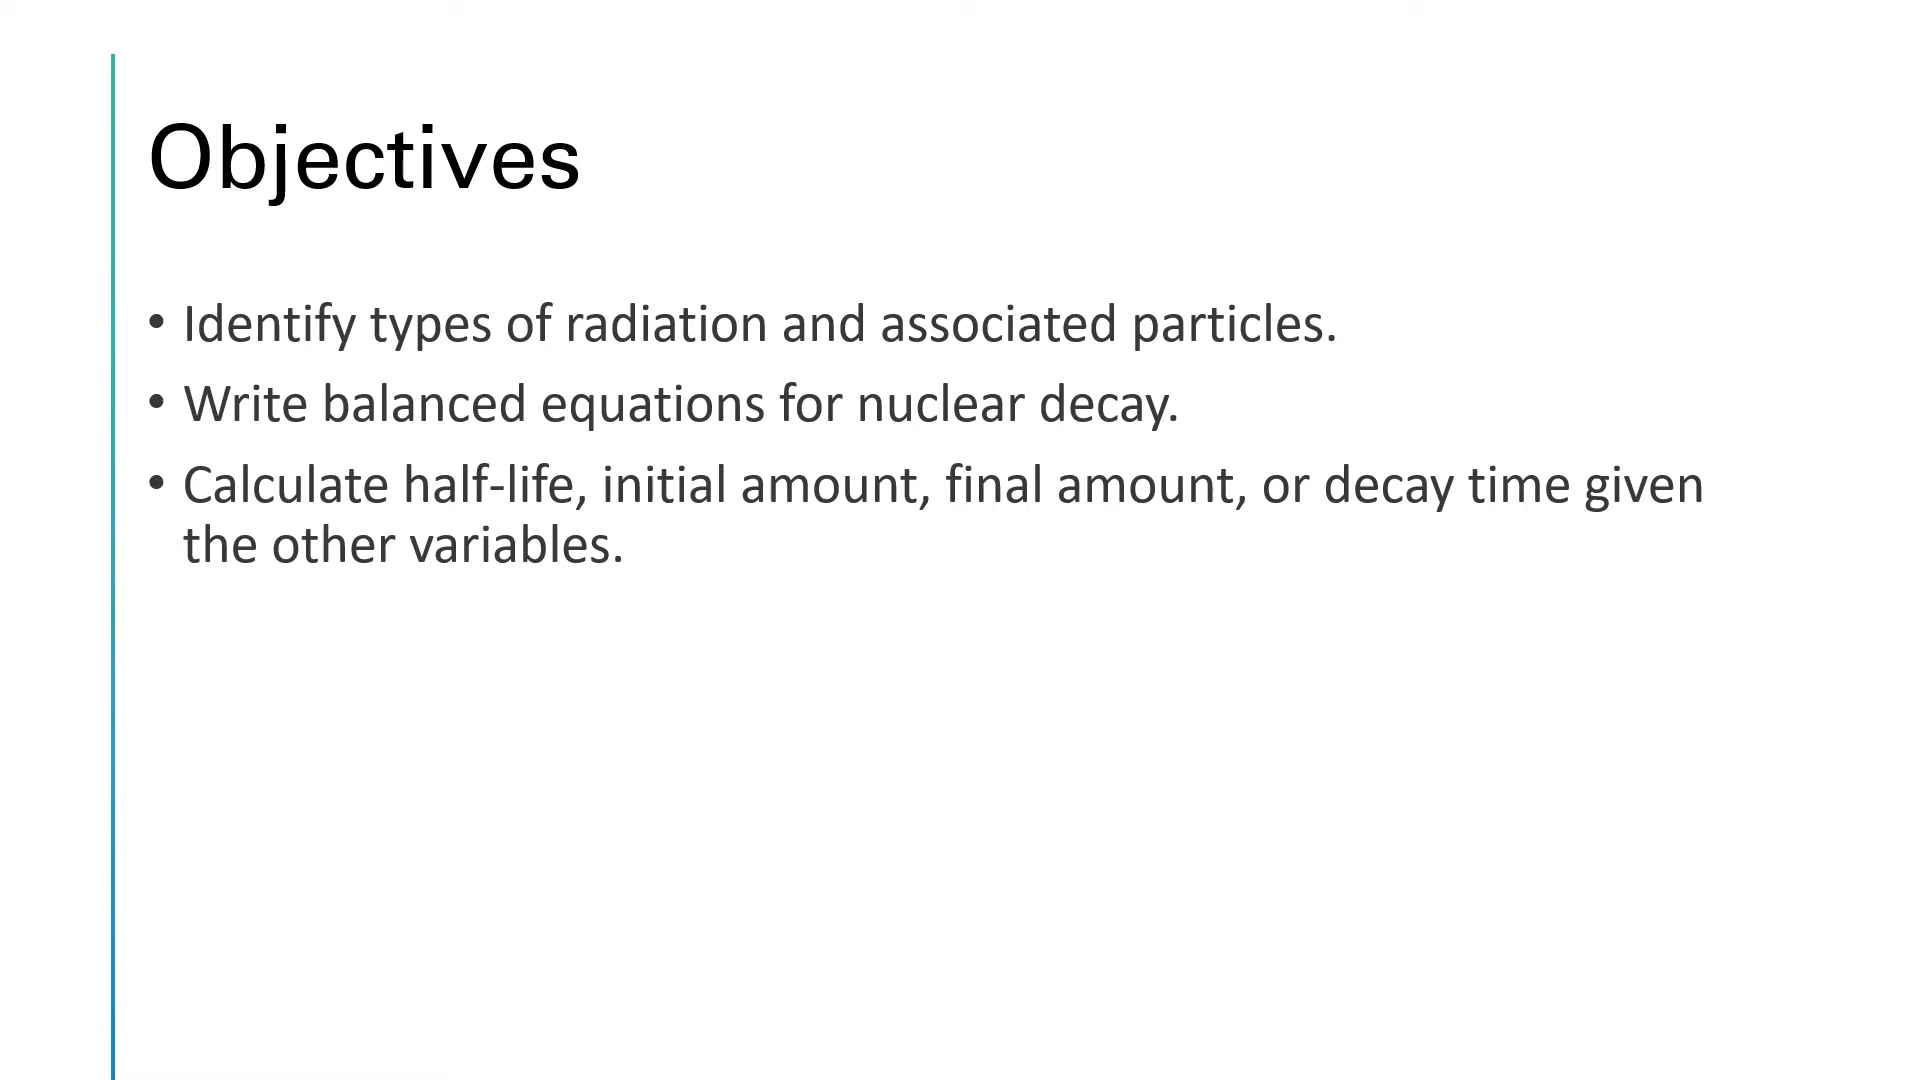 Objectives
• Identify types of radiation and associated particles.
• Write balanced equations for nuclear decay.
• Calculate half-life, initial amount, final amount, or decay time given
the other variables.